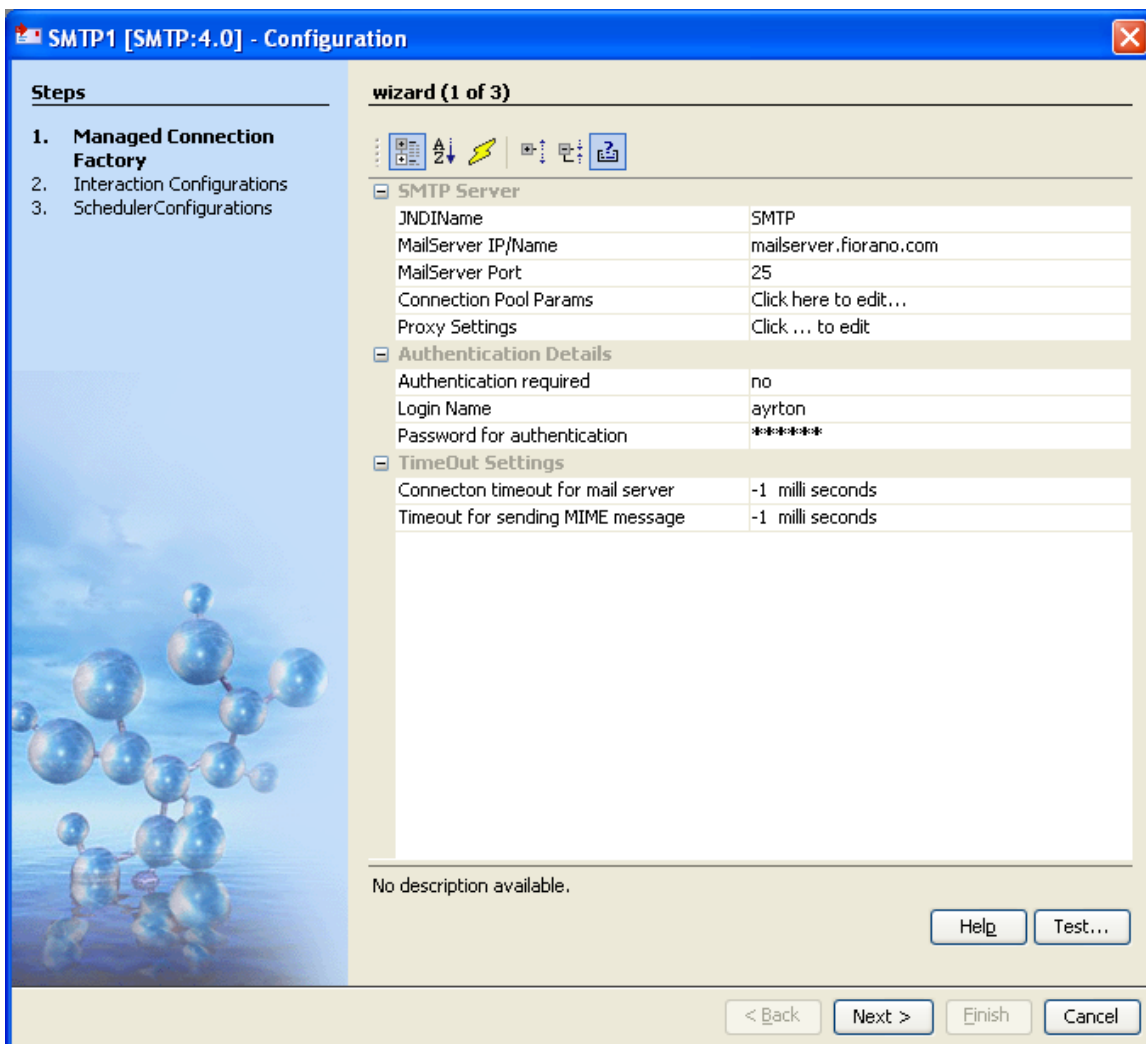 SMTP1 [SMTP:4.0] - Configuration
Steps
1. Managed Connection
Factory
2. Interaction Configurations
3. SchedulerConfigurations
wizard (1 of 3)
SMTP Server
JNDIName SMTP
MailServer IP/Name mailserver.fiorano.com
MailServer Port 25
Connection Pool Params Click here to edit...
Proxy Settings Click ... to edit
Authentication Details
Authentication required no
Login Name ayrton
Password for authentication *******
TimeOut Settings
Connecton timeout for mail server -1 milli seconds
Timeout for sending MIME message -1 milli seconds
No description available.
Help Test...
< Back Next > Finish Cancel